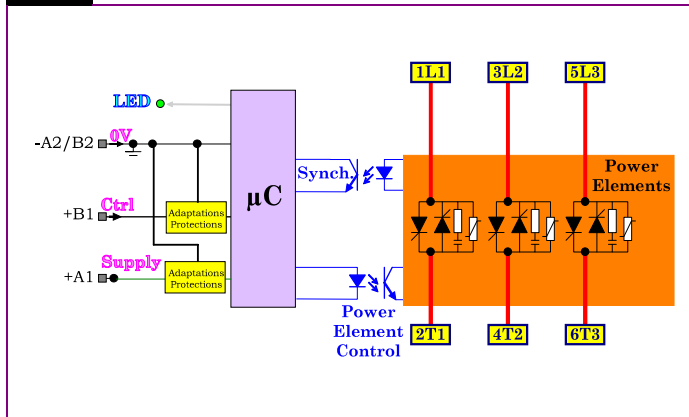 1L1
3L2
5L3
LED
-A2/B2
0V
Synch.
Power
Elements
µC
Ctrl
+B1
Adaptations
Protections
Supply
+A1
Adaptations
Protections
Power
Element
Control
2T1
4T2
6T3